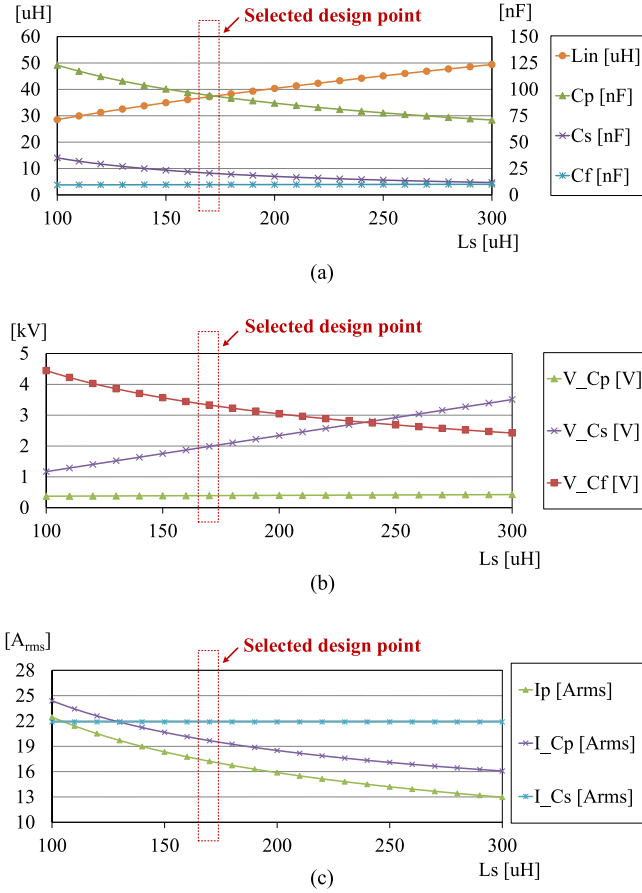 [uH]
Selected design point
[nF]
60
50
40
30
20
10
0
150
125
100
75
50
25
0
100
150
200
250
300
Ls [uH]
Lin [uH]
Cp [nF]
Cs [nF]
Cf [nF]
(a)
[kV]
Selected design point
5
4
3
2
1
0
100
150
200
250
300
Ls [uH]
V_Cp [V]
V_Cs [V]
V_Cf [V]
(b)
[Arms]
Selected design point
28
25
22
19
16
13
10
100
150
200
250
300
Ls [uH]
Ip [Arms]
I_Cp [Arms]
I_Cs [Arms]
(c)